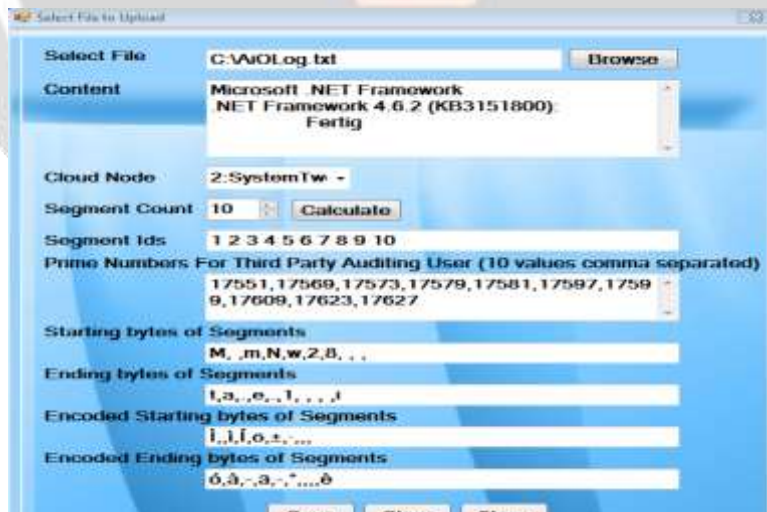 Select File to Upload
Select File
C:\AiOLog.txt
Browse
Content
Microsoft .NET Framework
.NET Framework 4.6.2 (KB3151800):
Fertig
Cloud Node
2:SystemTw
Segment Count
10
Calculate
Segment Ids
1 2 3 4 5 6 7 8 9 10
Prime Numbers For Third Party Auditing User (10 values comma separated)
17551,17569,17573,17579,17581,17597,1759
9,17609,17623,17627
Starting bytes of Segments
M, ,m,N,w,2,8, , ,
Ending bytes of Segments
Encoded Starting bytes of Segments
Encoded Ending bytes of Segments